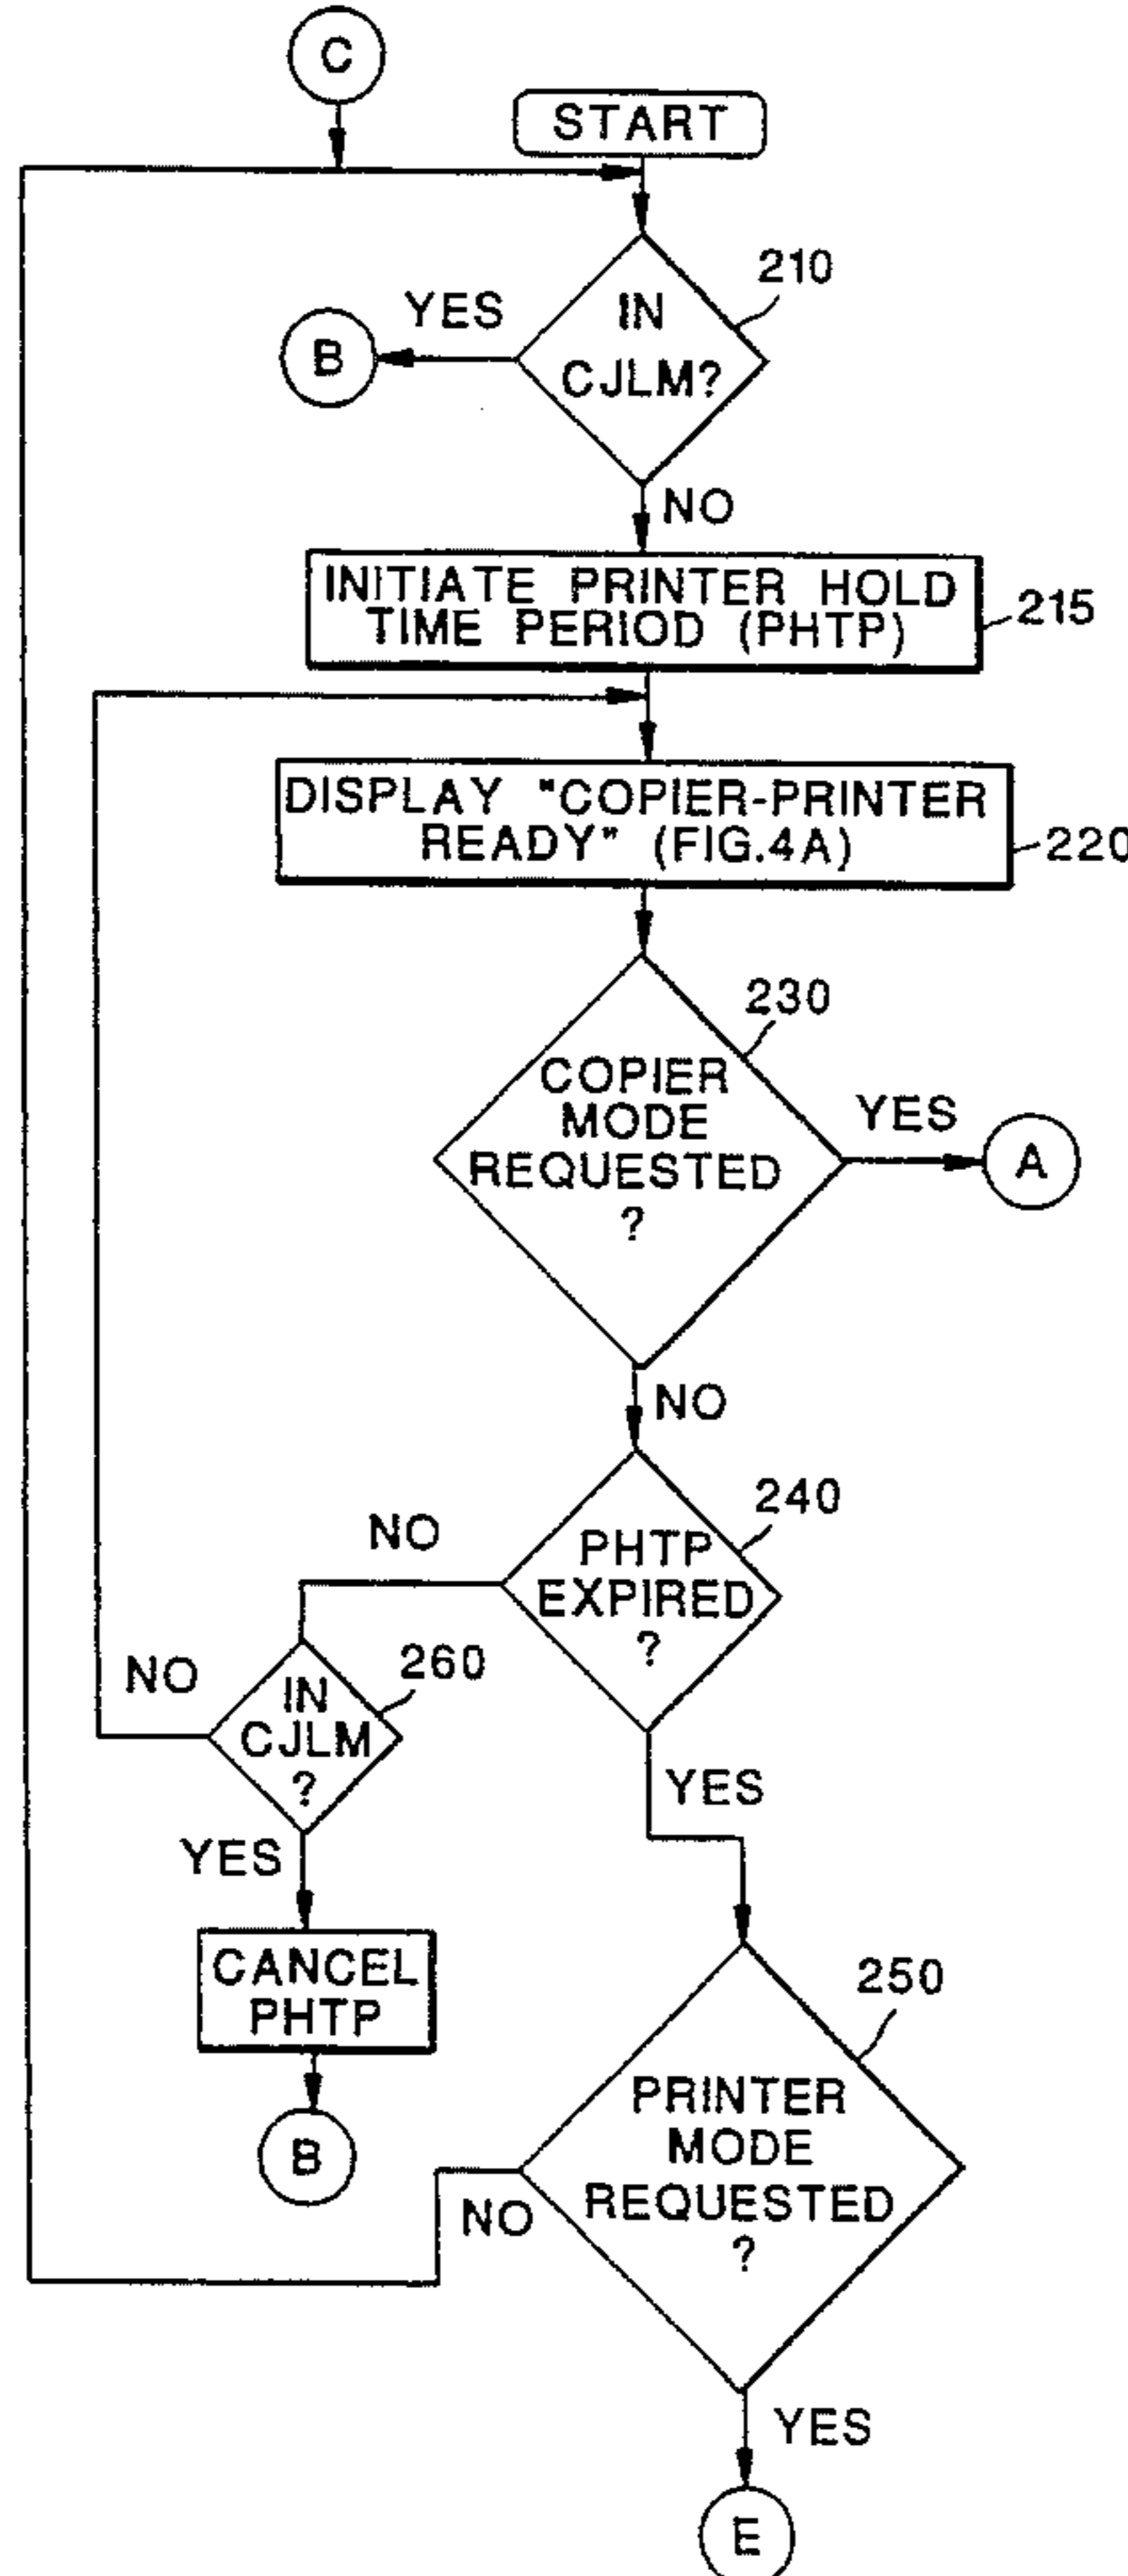 C
START
210
IN
CJLM?
YES
B
NO
INITIATE PRINTER HOLD
TIME PERIOD (PHTP)
215
DISPLAY "COPIER-PRINTER
READY" (FIG.4A)
220
230
COPIER
MODE
REQUESTED
?
YES
A
NO
240
PHTP
EXPIRED
?
NO
260
IN
CJLM
?
NO
YES
YES
CANCEL
PHTP
B
250
PRINTER
MODE
REQUESTED
?
NO
YES
E